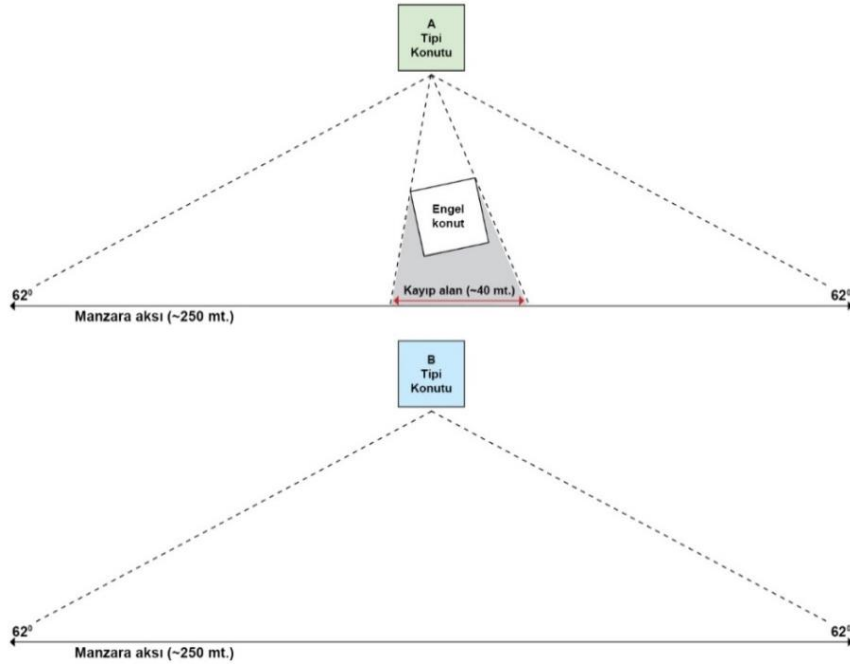 A
Tipi
Konutu
Engel
konut
Kayıp alan (~40 mt.)
62⁰
62⁰
Manzara aksı (~250 mt.)
B
Tipi
Konutu
62⁰
62⁰
Manzara aksı (~250 mt.)